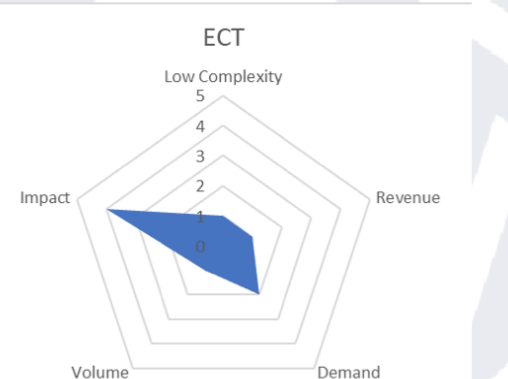 ECT
Low Complexity
5
4
3
2
1
0
Impact
Revenue
Volume
Demand